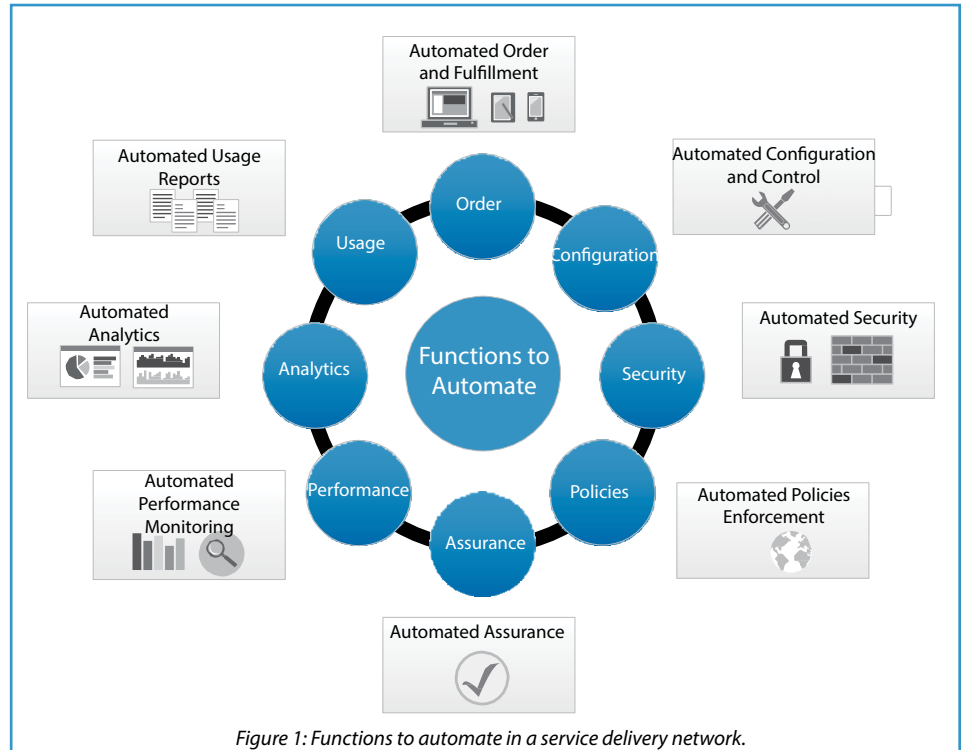 Automated Order
and Fulfillment
Automated Usage
Reports
Automated Configuration
and Control
Order
Usage
Configuration
Automated
Analytics
Automated Security
Analytics
Functions to
Automate
Security
Automated
Performance
Monitoring
Performance
Policies
Automated Policies
Enforcement
Assurance
Automated Assurance
Figure 1: Functions to automate in a service delivery network.